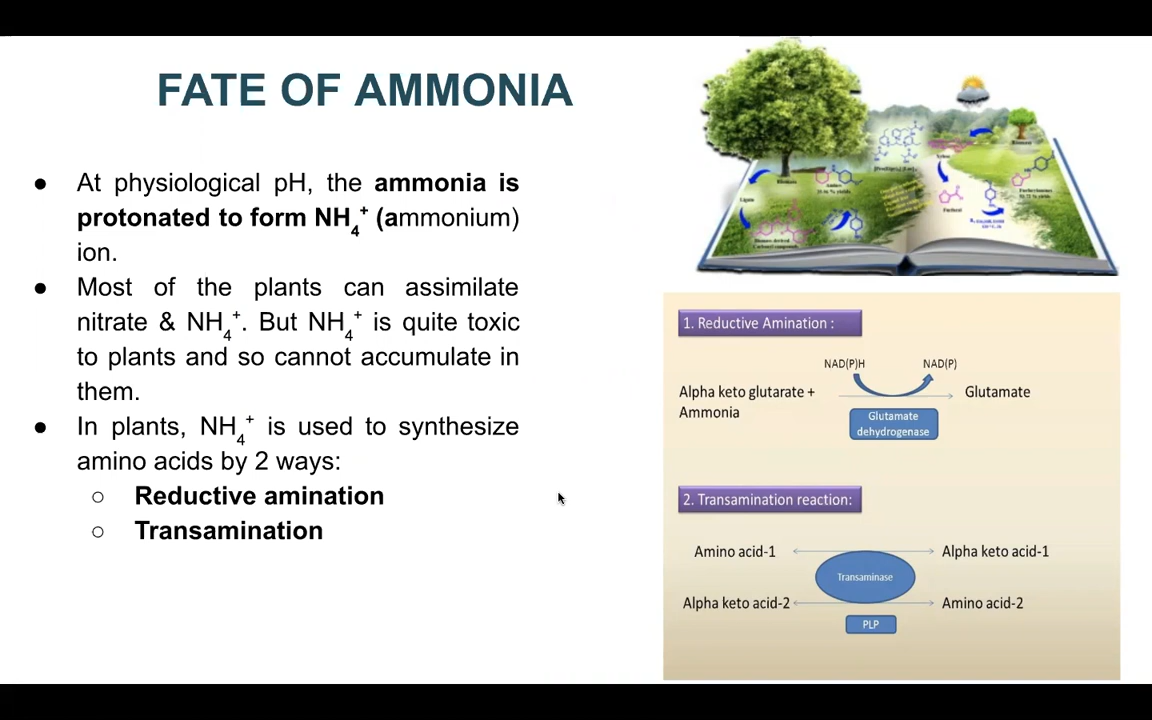 FATE OF AMMONIA
● At physiological pH, the ammonia is
protonated to form NH₄⁺ (ammonium)
ion.
● Most of the plants can assimilate
nitrate & NH₄⁺. But NH₄⁺ is quite toxic
to plants and so cannot accumulate in
them.
● In plants, NH₄⁺ is used to synthesize
amino acids by 2 ways:
○ Reductive amination
○ Transamination
1. Reductive Amination :
NAD(P)H NAD(P)
Alpha keto glutarate +
Ammonia
Glutamate
Glutamate
dehydrogenase
2. Transamination reaction:
Amino acid-1 Alpha keto acid-1
Transaminase
Alpha keto acid-2 Amino acid-2
PLP